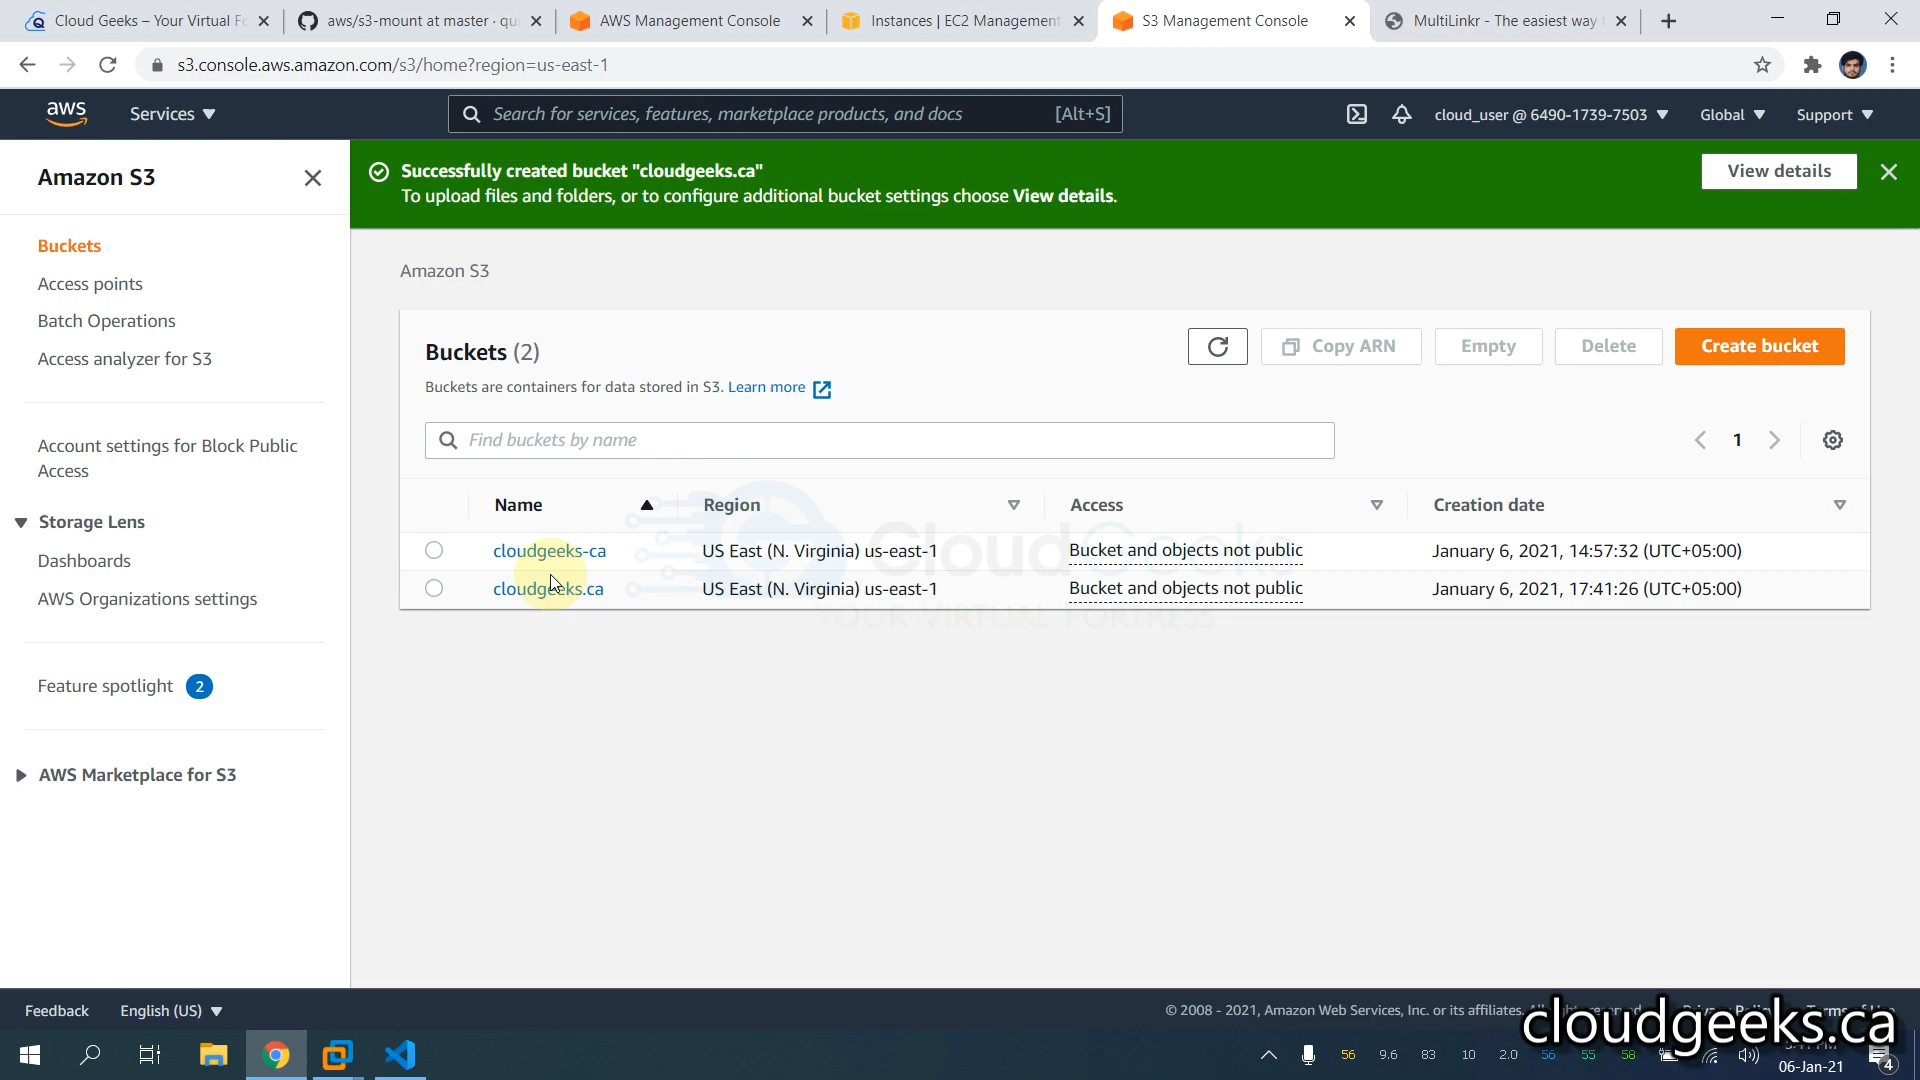 Cloud Geeks – Your Virtual Fo
aws/s3-mount at master · qu
AWS Management Console
Instances | EC2 Management
S3 Management Console
MultiLinkr - The easiest way t
s3.console.aws.amazon.com/s3/home?region=us-east-1
aws
Services
Search for services, features, marketplace products, and docs
[Alt+S]
cloud_user @ 6490-1739-7503
Global
Support
Amazon S3
Successfully created bucket "cloudgeeks.ca"
To upload files and folders, or to configure additional bucket settings choose View details.
View details
Buckets
Access points
Batch Operations
Access analyzer for S3
Account settings for Block Public
Access
Storage Lens
Dashboards
AWS Organizations settings
Feature spotlight 2
AWS Marketplace for S3
Amazon S3
Buckets (2)
Copy ARN
Empty
Delete
Create bucket
Buckets are containers for data stored in S3. Learn more
Find buckets by name
1
Name Region Access Creation date
cloudgeeks-ca US East (N. Virginia) us-east-1 Bucket and objects not public January 6, 2021, 14:57:32 (UTC+05:00)
cloudgeeks.ca US East (N. Virginia) us-east-1 Bucket and objects not public January 6, 2021, 17:41:26 (UTC+05:00)
CloudGeeks
YOUR VIRTUAL FORTRESS
Feedback
English (US)
© 2008 - 2021, Amazon Web Services, Inc. or its affiliates.
cloudgeeks.ca
56 9.6 83 10 2.0 56 55 58
06-Jan-21
4